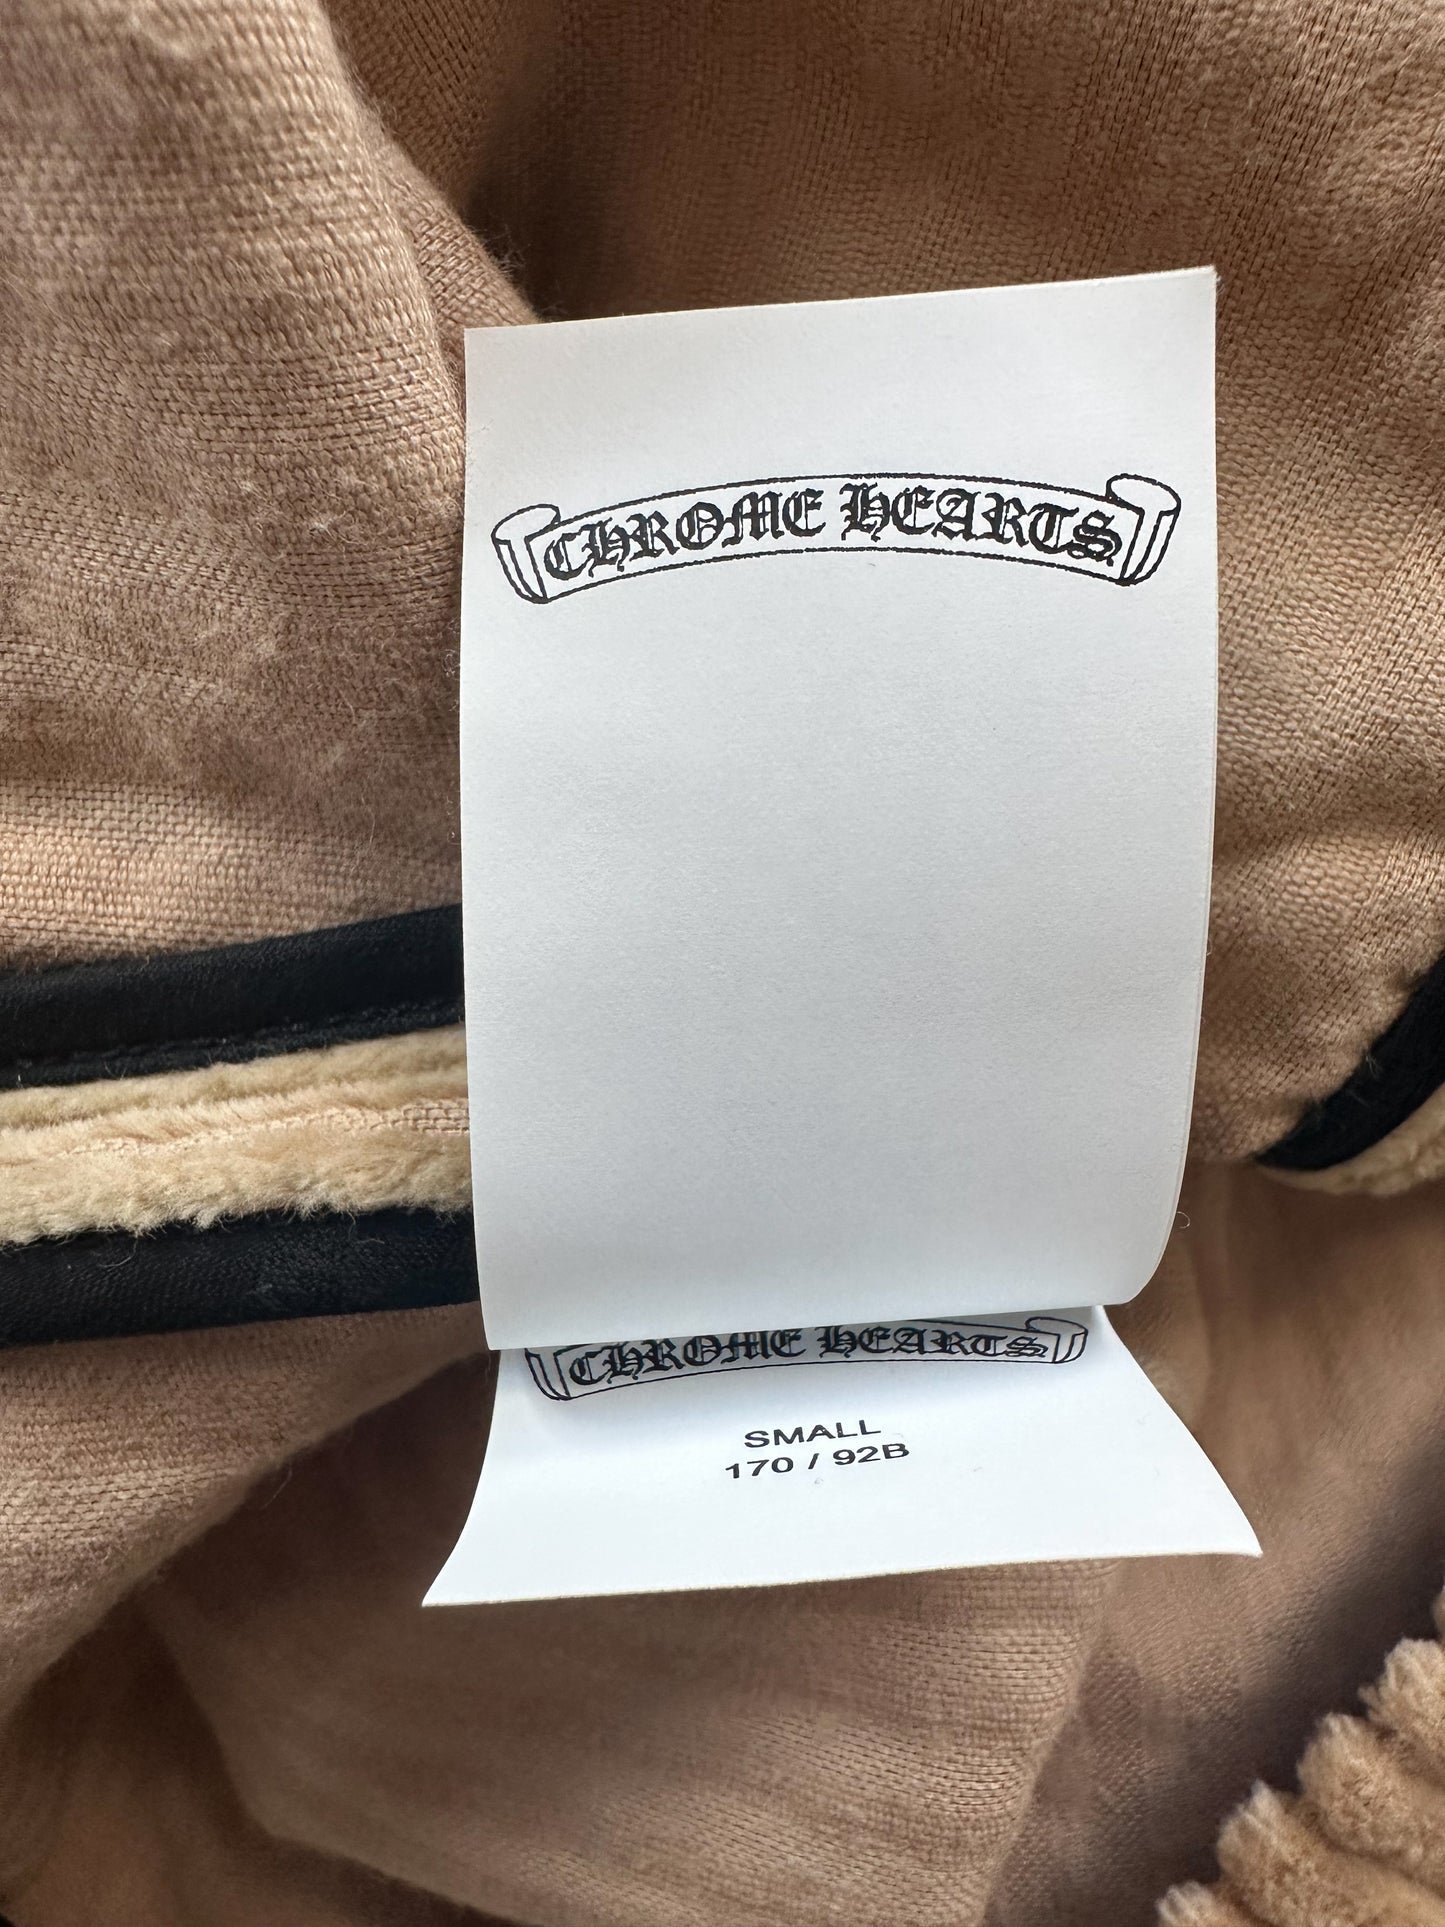 CHROME HEARTS
CHROME HEARTS
SMALL
170 / 92B